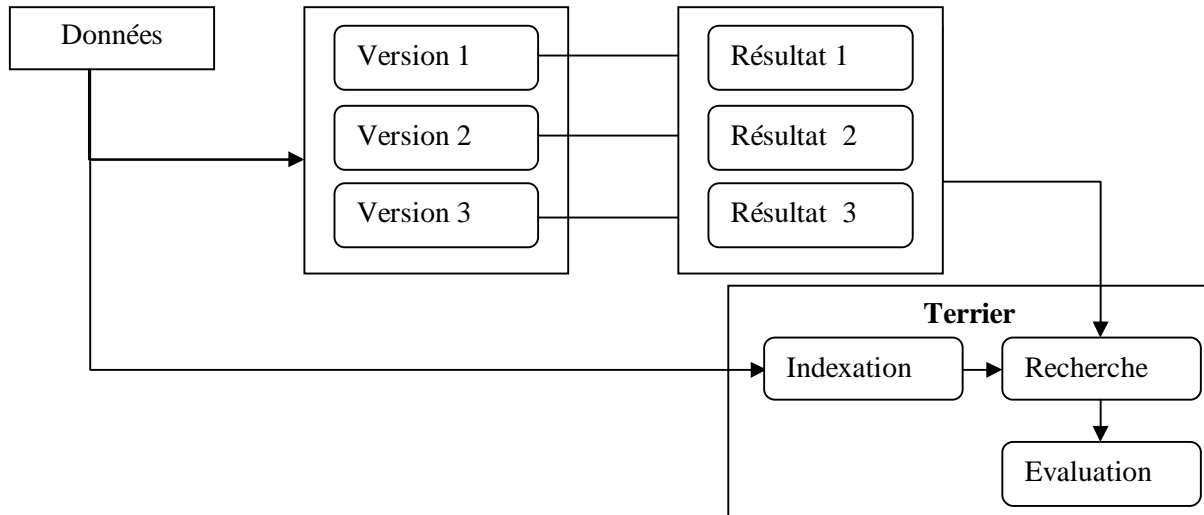 Données
Version 1
Résultat 1
Version 2
Résultat 2
Version 3
Résultat 3
Terrier
Indexation
Recherche
Evaluation